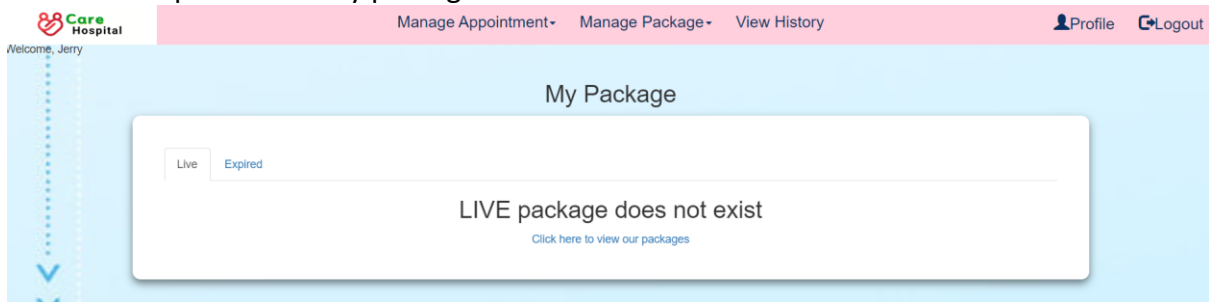 Care
Hospital
Manage Appointment Manage Package View History Profile Logout
Welcome, Jerry
My Package
Live Expired
LIVE package does not exist
Click here to view our packages